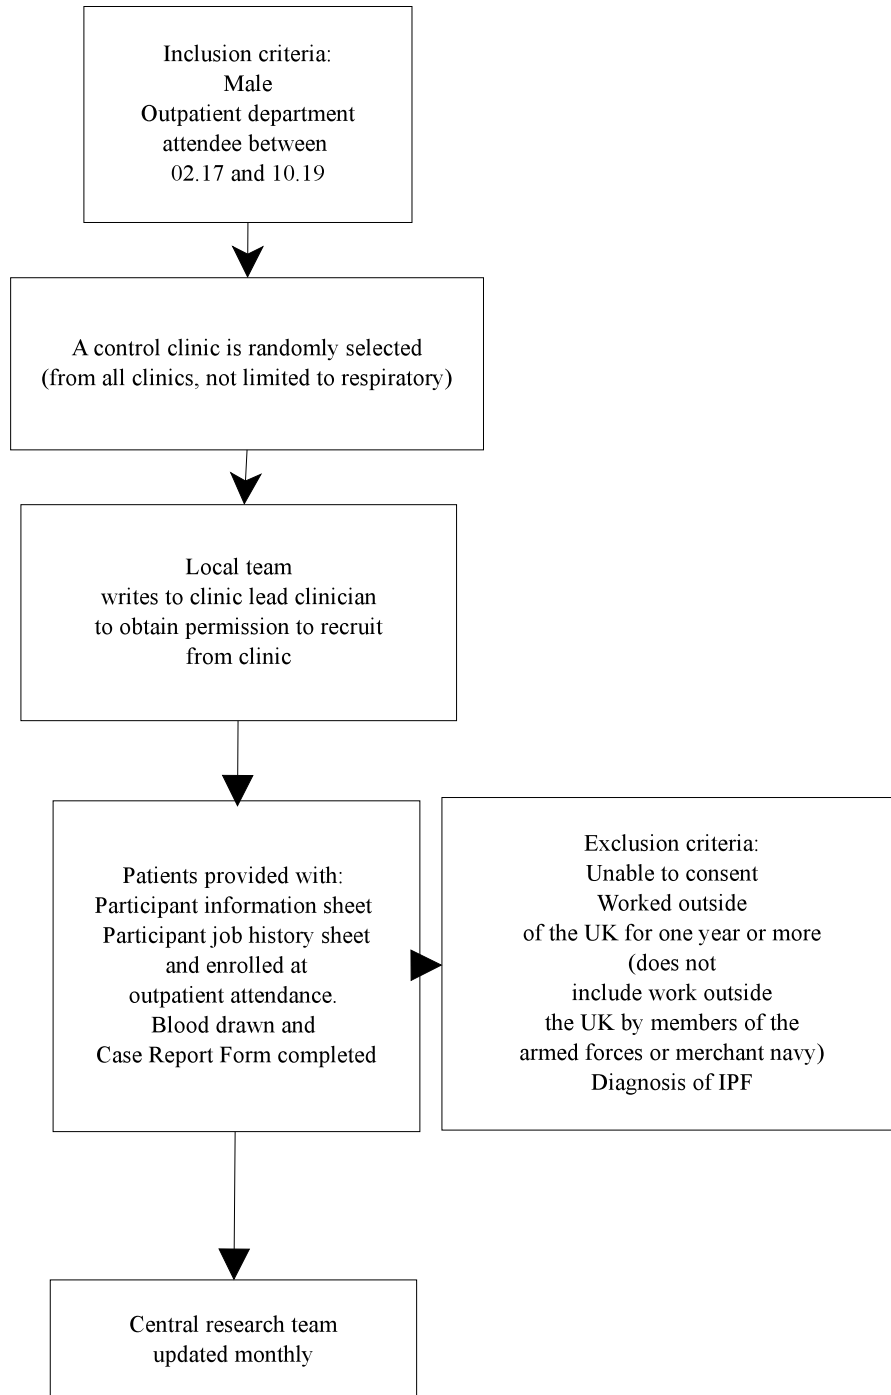 Inclusion criteria:
Male
Outpatient department
attendee between
02.17 and 10.19
A control clinic is randomly selected
(from all clinics, not limited to respiratory)
Local team
writes to clinic lead clinician
to obtain permission to recruit
from clinic
Patients provided with:
Participant information sheet
Participant job history sheet
and enrolled at
outpatient attendance.
Blood drawn and
Case Report Form completed
Exclusion criteria:
Unable to consent
Worked outside
of the UK for one year or more
(does not
include work outside
the UK by members of the
armed forces or merchant navy)
Diagnosis of IPF
Central research team
updated monthly